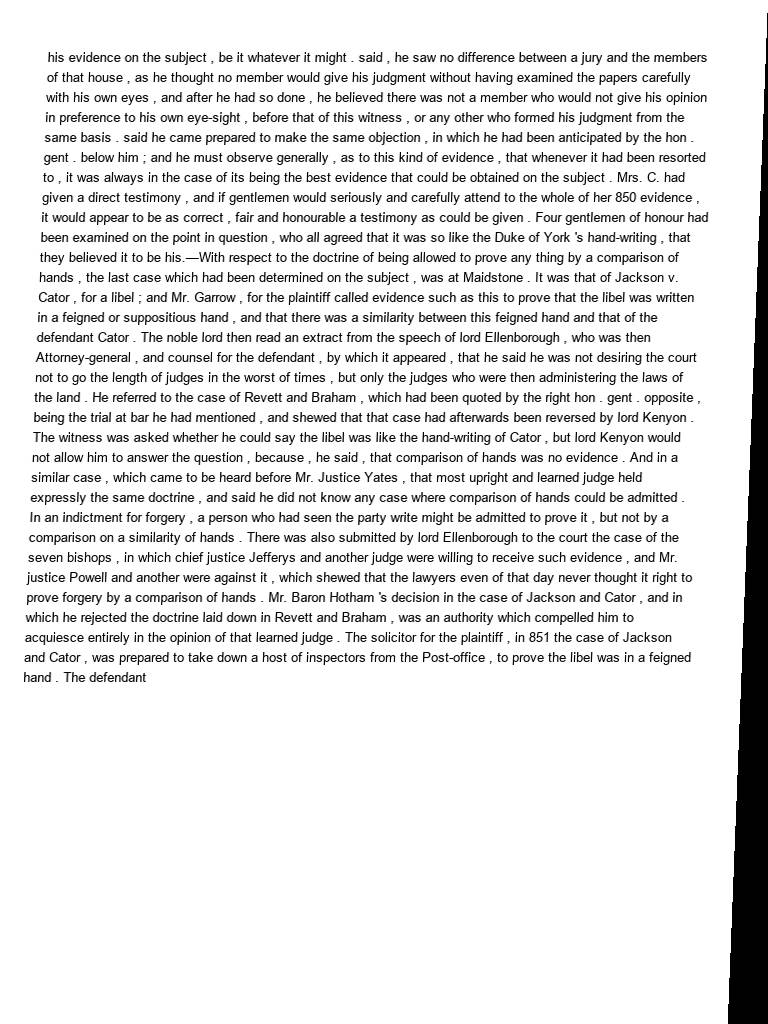 his evidence on the subject , be it whatever it might . said , he saw no difference between a jury and the members
of that house , as he thought no member would give his judgment without having examined the papers carefully
with his own eyes , and after he had so done , he believed there was not a member who would not give his opinion
in preference to his own eye-sight , before that of this witness , or any other who formed his judgment from the
same basis . said he came prepared to make the same objection , in which he had been anticipated by the hon .
gent . below him ; and he must observe generally , as to this kind of evidence , that whenever it had been resorted
to , it was always in the case of its being the best evidence that could be obtained on the subject . Mrs. C. had
given a direct testimony , and if gentlemen would seriously and carefully attend to the whole of her 850 evidence ,
it would appear to be as correct , fair and honourable a testimony as could be given . Four gentlemen of honour had
been examined on the point in question , who all agreed that it was so like the Duke of York 's hand-writing , that
they believed it to be his.—With respect to the doctrine of being allowed to prove any thing by a comparison of
hands , the last case which had been determined on the subject , was at Maidstone . It was that of Jackson v.
Cator , for a libel ; and Mr. Garrow , for the plaintiff called evidence such as this to prove that the libel was written
in a feigned or suppositious hand , and that there was a similarity between this feigned hand and that of the
defendant Cator . The noble lord then read an extract from the speech of lord Ellenborough , who was then
Attorney-general , and counsel for the defendant , by which it appeared , that he said he was not desiring the court
not to go the length of judges in the worst of times , but only the judges who were then administering the laws of
the land . He referred to the case of Revett and Braham , which had been quoted by the right hon . gent . opposite ,
being the trial at bar he had mentioned , and shewed that that case had afterwards been reversed by lord Kenyon .
The witness was asked whether he could say the libel was like the hand-writing of Cator , but lord Kenyon would
not allow him to answer the question , because , he said , that comparison of hands was no evidence . And in a
similar case , which came to be heard before Mr. Justice Yates , that most upright and learned judge held
expressly the same doctrine , and said he did not know any case where comparison of hands could be admitted .
In an indictment for forgery , a person who had seen the party write might be admitted to prove it , but not by a
comparison on a similarity of hands . There was also submitted by lord Ellenborough to the court the case of the
seven bishops , in which chief justice Jefferys and another judge were willing to receive such evidence , and Mr.
justice Powell and another were against it , which shewed that the lawyers even of that day never thought it right to
prove forgery by a comparison of hands . Mr. Baron Hotham 's decision in the case of Jackson and Cator , and in
which he rejected the doctrine laid down in Revett and Braham , was an authority which compelled him to
acquiesce entirely in the opinion of that learned judge . The solicitor for the plaintiff , in 851 the case of Jackson
and Cator , was prepared to take down a host of inspectors from the Post-office , to prove the libel was in a feigned
hand . The defendant